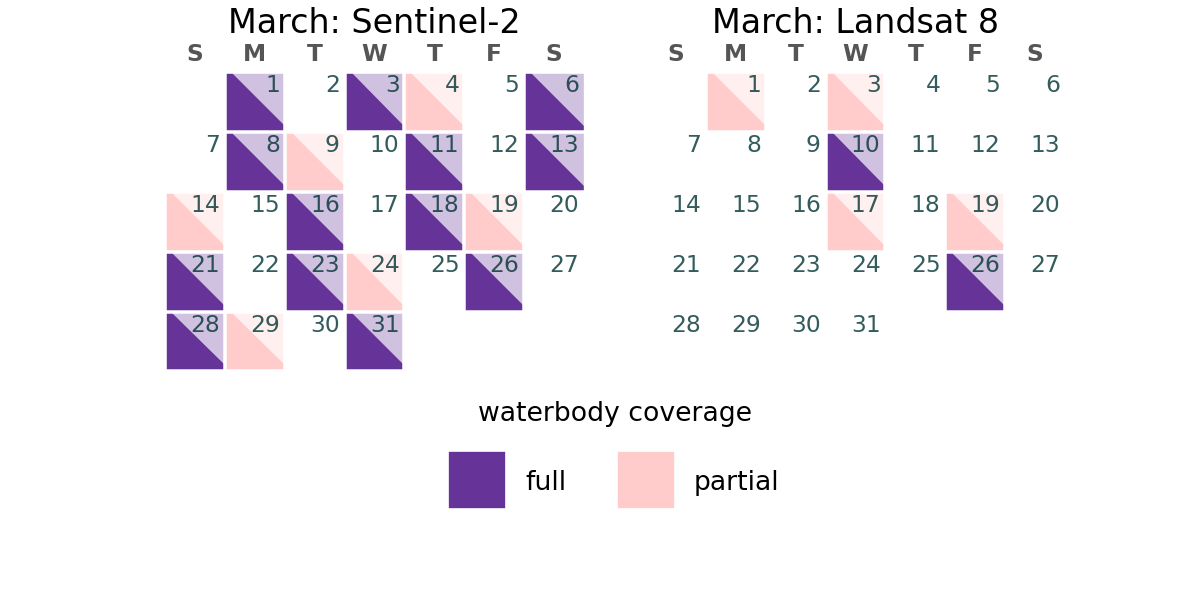 March: Sentinel-2
S M T W T F S
1 2 3 4 5 6
7 8 9 10 11 12 13
14 15 16 17 18 19 20
21 22 23 24 25 26 27
28 29 30 31
March: Landsat 8
S M T W T F S
1 2 3 4 5 6
7 8 9 10 11 12 13
14 15 16 17 18 19 20
21 22 23 24 25 26 27
28 29 30 31
waterbody coverage
full
partial